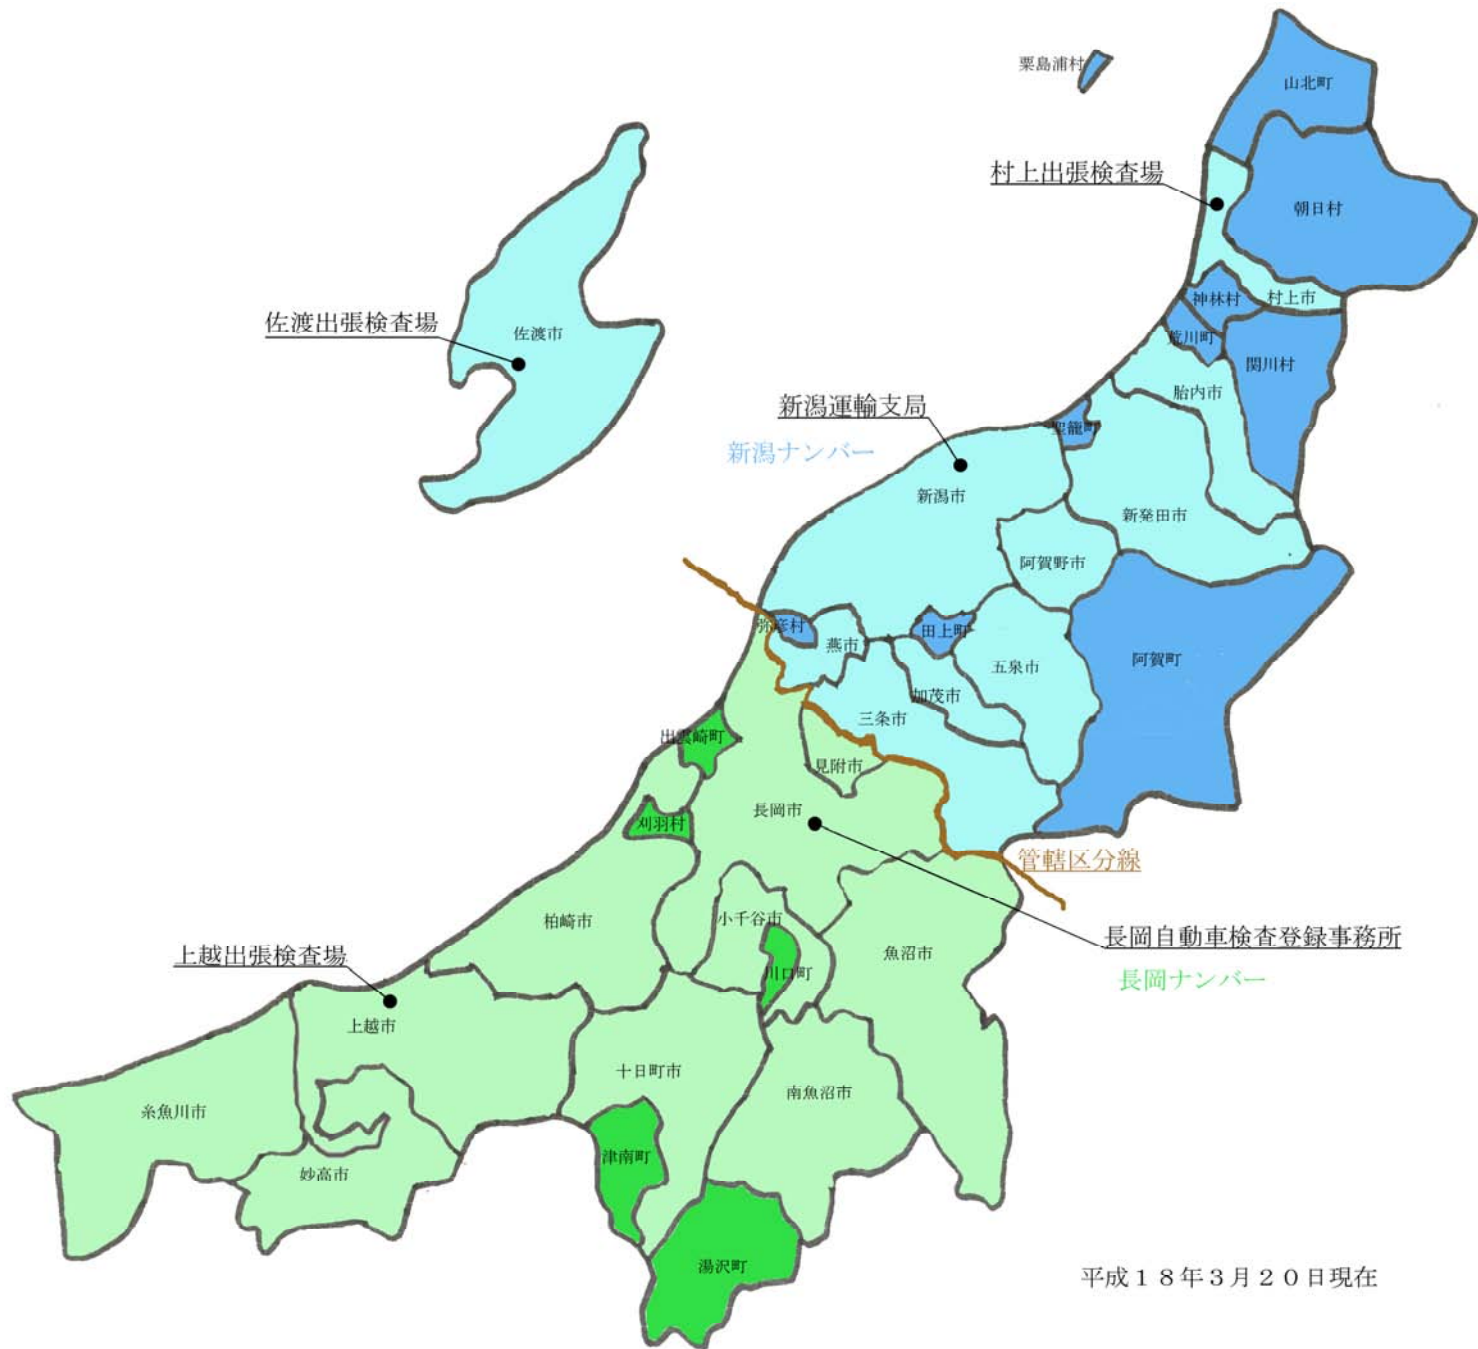 粟島浦村
山北町
村上出張検査場
朝日村
神林村
村上市
荒川町
関川村
佐渡出張検査場
佐渡市
胎内市
新潟運輸支局
新潟ナンバー
聖籠町
新潟市
新発田市
阿賀野市
弥彦村
燕市
田上町
五泉市
阿賀町
加茂市
三条市
出雲崎町
見附市
長岡市
刈羽村
管轄区分線
柏崎市
小千谷市
長岡自動車検査登録事務所
長岡ナンバー
魚沼市
川口町
上越出張検査場
上越市
十日町市
南魚沼市
糸魚川市
津南町
妙高市
湯沢町
平成18年3月20日現在